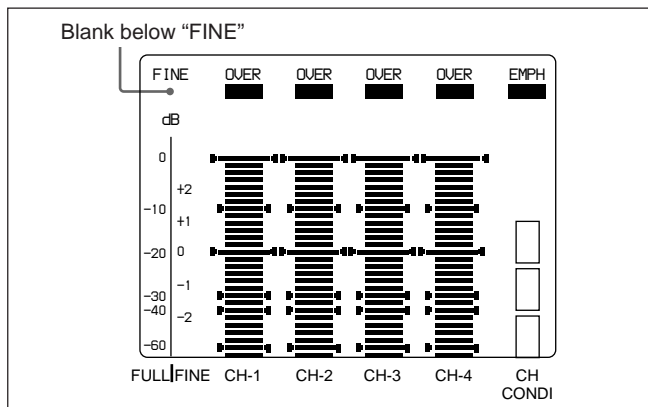 Blank below “FINE”
FINE OVER OVER OVER OVER EMPH
dB
0
+2
-10
+1
-20 0
-1
-30
-40
-2
-60
FULL FINE CH-1 CH-2 CH-3 CH-4 CH
CONDI